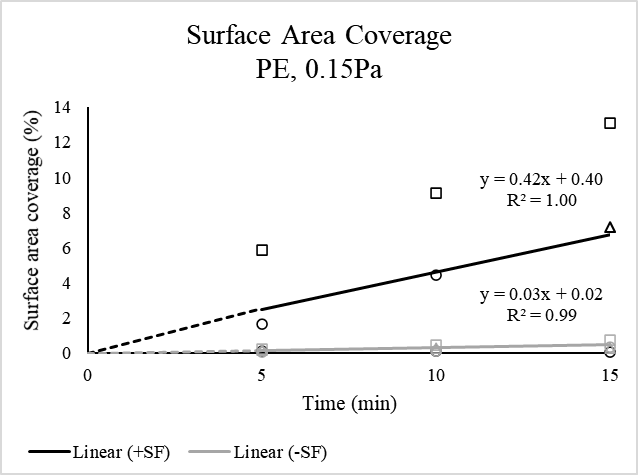 Surface Area Coverage
PE, 0.15Pa
Surface area coverage (%)
14
12
10
8
6
4
2
0
y = 0.42x + 0.40
R² = 1.00
y = 0.03x + 0.02
R² = 0.99
0 5 10 15
Time (min)
Linear (+SF) Linear (-SF)